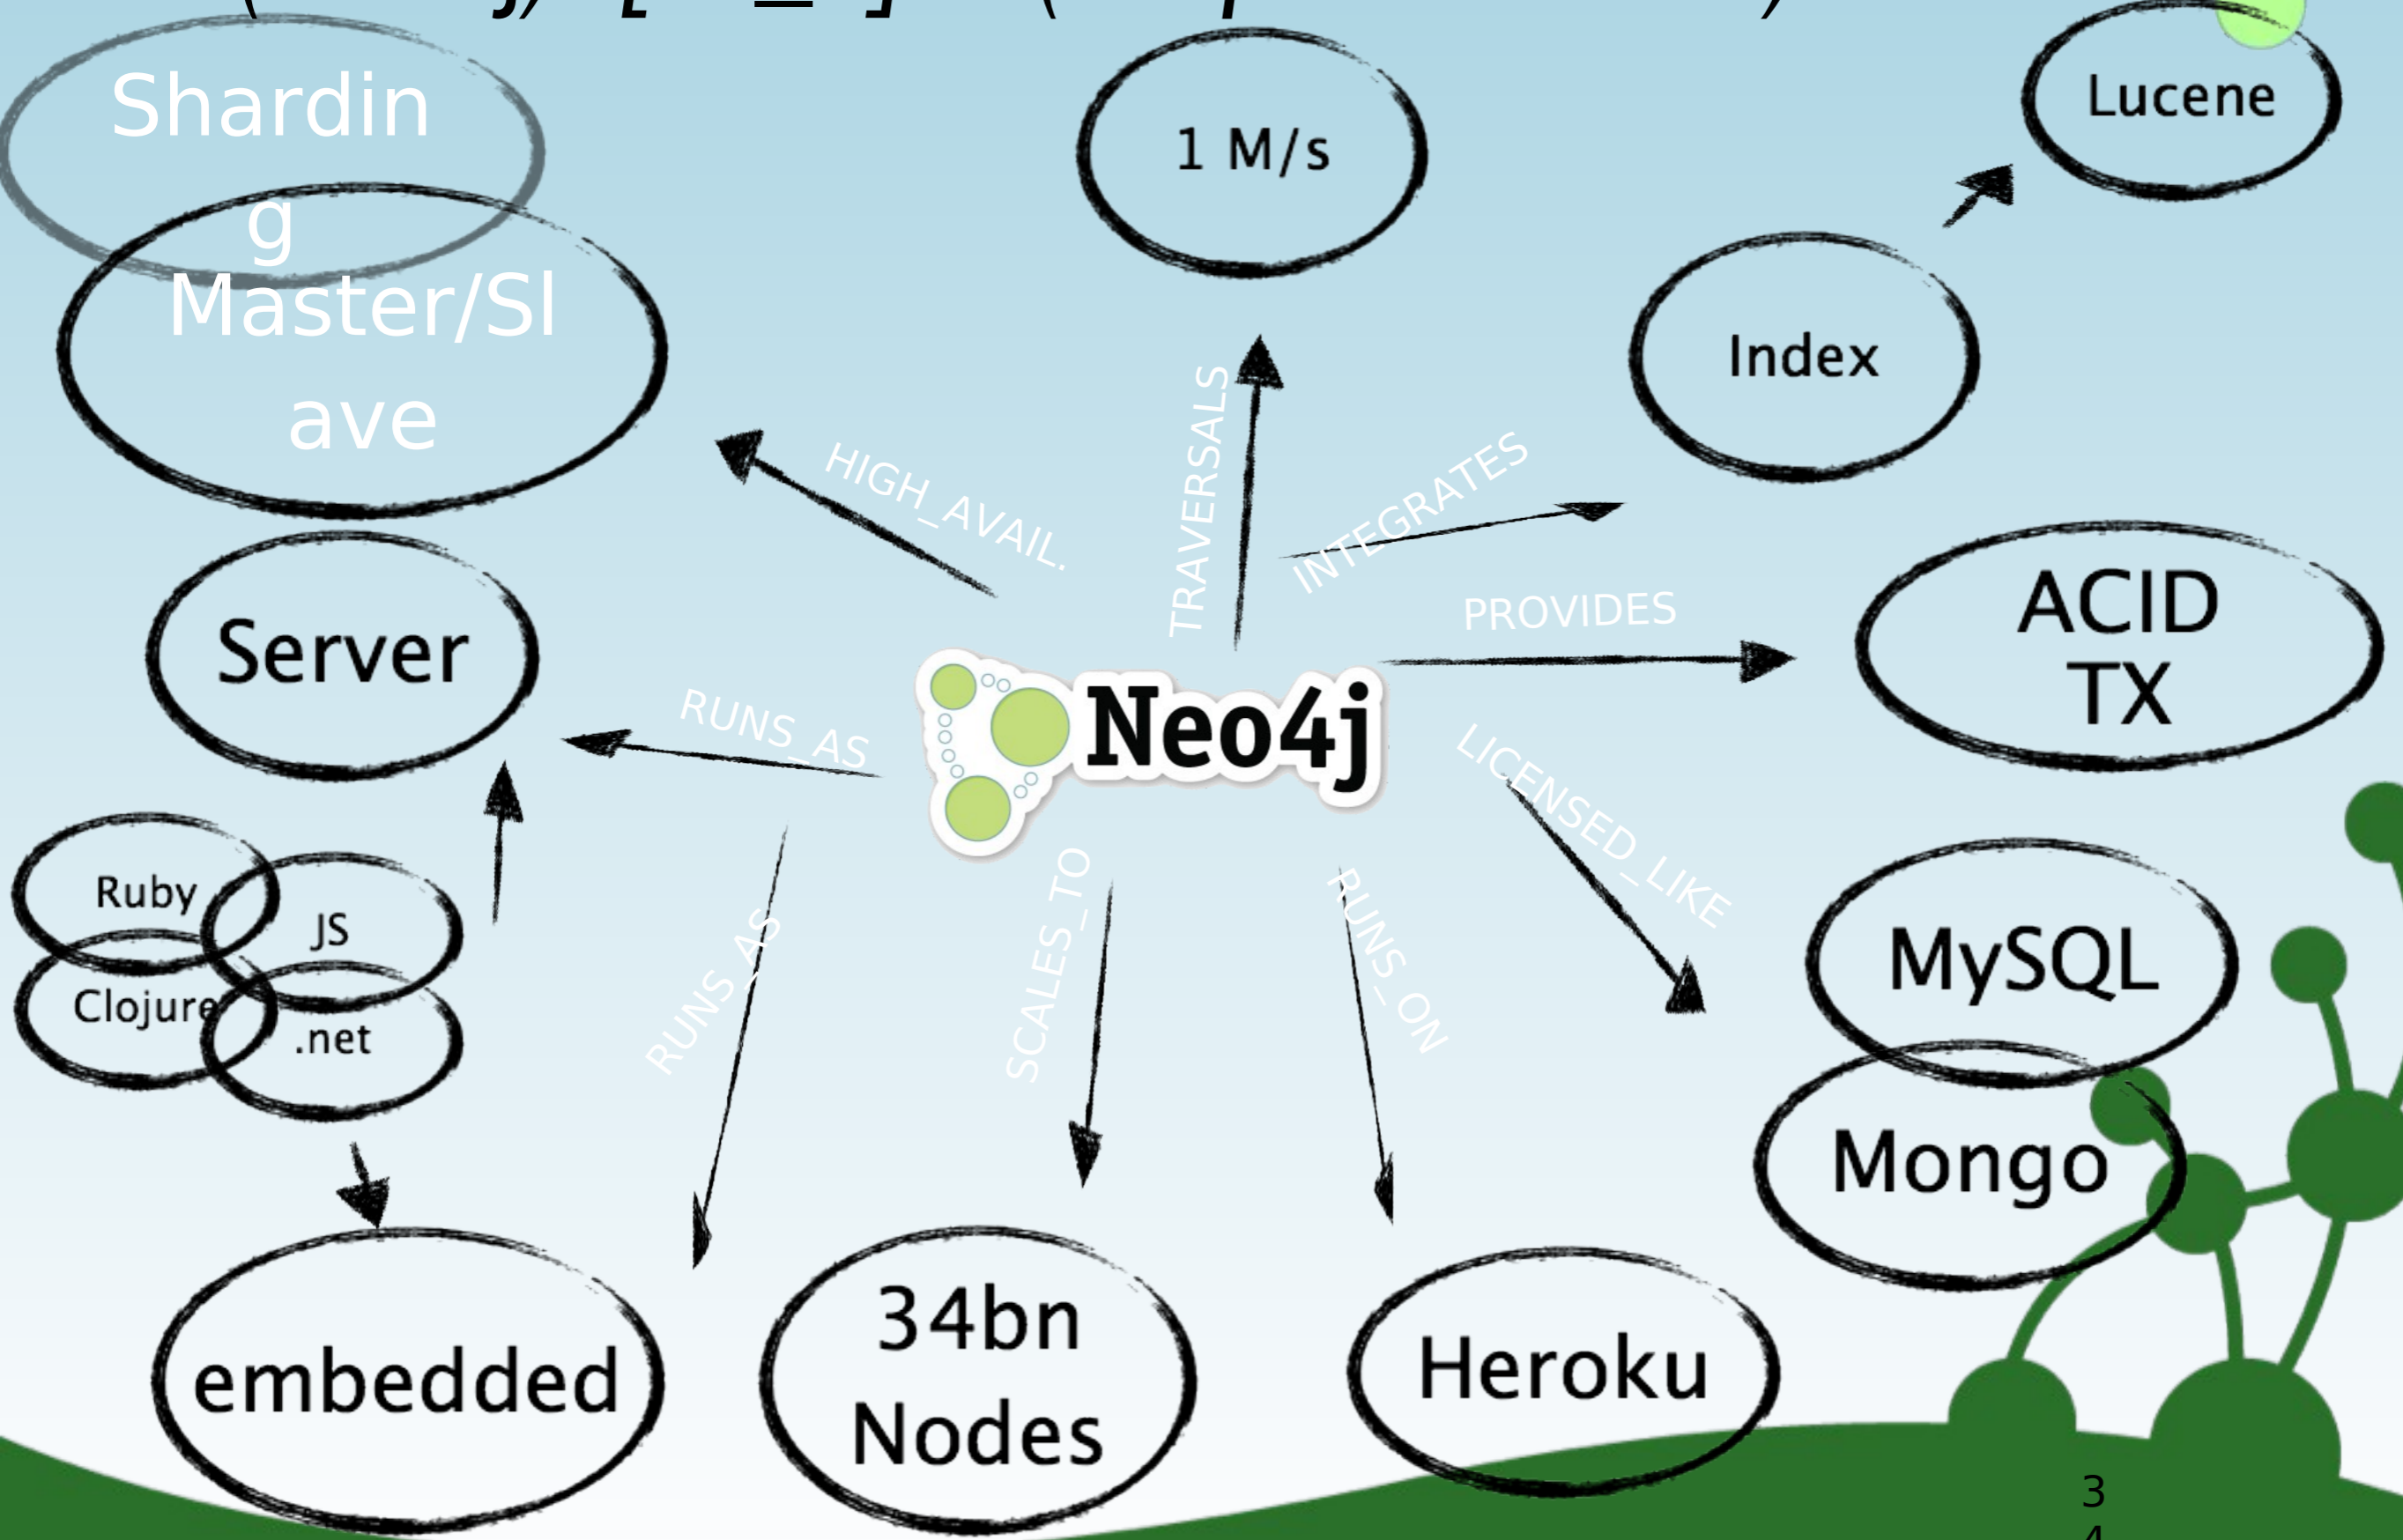 Shardin
g
Master/Sl
ave
1 M/s
Lucene
Index
HIGH_AVAIL.
TRAVERSALS
INTEGRATES
PROVIDES
ACID
TX
Server
RUNS_AS
Neo4j
LICENSED_LIKE
Ruby
JS
Clojure
.net
MySQL
Mongo
RUNS_AS
SCALES_TO
RUNS_ON
embedded
34bn
Nodes
Heroku
3
4